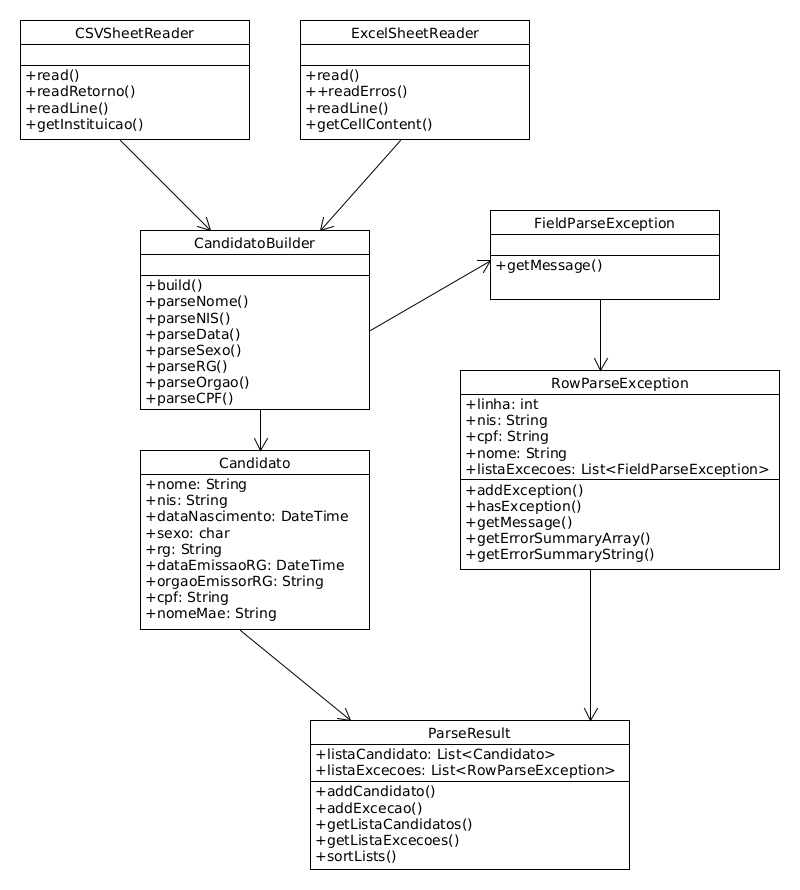 CSVSheetReader
+read()
+readRetorno()
+readLine()
+getInstituicao()
ExcelSheetReader
+read()
++readErros()
+readLine()
+getCellContent()
CandidatoBuilder
+build()
+parseNome()
+parseNIS()
+parseData()
+parseSexo()
+parseRG()
+parseOrgao()
+parseCPF()
FieldParseException
+getMessage()
RowParseException
+linha: int
+nis: String
+cpf: String
+nome: String
+listaExcecoes: List<FieldParseException>
+addException()
+hasException()
+getMessage()
+getErrorSummaryArray()
+getErrorSummaryString()
Candidato
+nome: String
+nis: String
+dataNascimento: DateTime
+sexo: char
+rg: String
+dataEmissaoRG: DateTime
+orgaoEmissorRG: String
+cpf: String
+nomeMae: String
ParseResult
+listaCandidato: List<Candidato>
+listaExcecoes: List<RowParseException>
+addCandidato()
+addExcecao()
+getListaCandidatos()
+getListaExcecoes()
+sortLists()